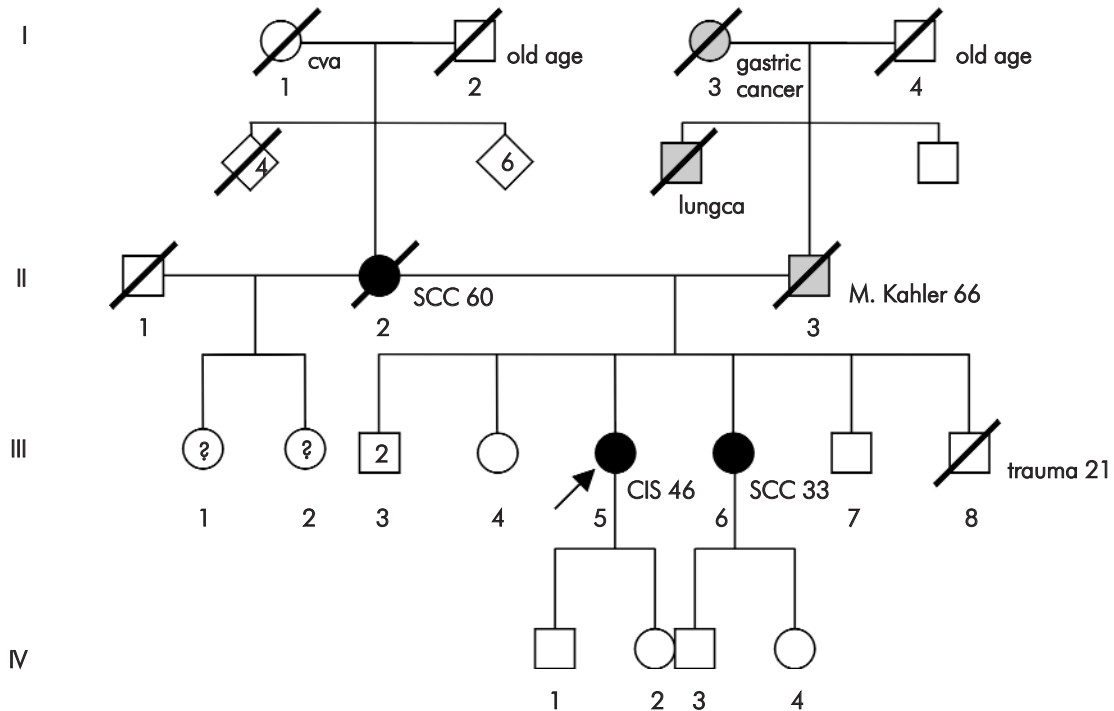 I
cva
old age
gastric
cancer
old age
1
2
3
4
4
6
lungca
II
SCC 60
M. Kahler 66
1
2
3
III
?
?
2
CIS 46
SCC 33
trauma 21
1
2
3
4
5
6
7
8
IV
1
2
3
4